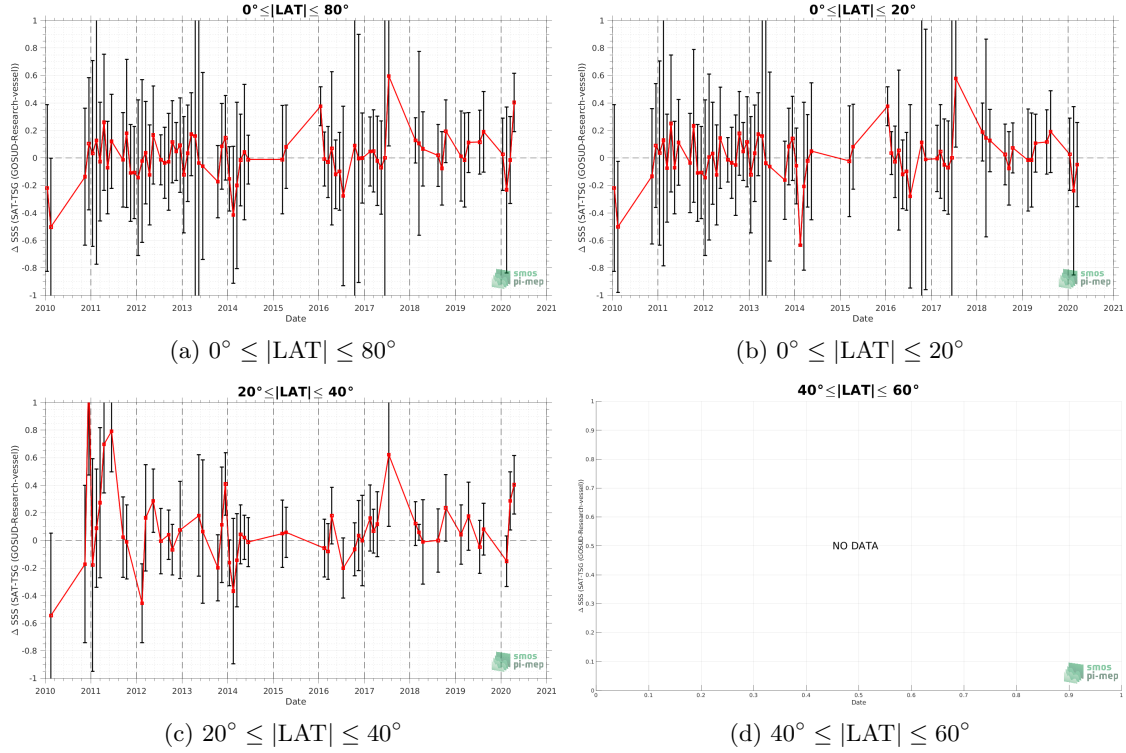 0°≤|LAT|≤ 80°
Δ SSS (SAT-TSG (GOSUD-Research-vessel))
1
0.8
0.6
0.4
0.2
0
-0.2
-0.4
-0.6
-0.8
-1
2010 2011 2012 2013 2014 2015 2016 2017 2018 2019 2020 2021
Date
smos
pi-mep
(a) 0° ≤ |LAT| ≤ 80°
0°≤|LAT|≤ 20°
Δ SSS (SAT-TSG (GOSUD-Research-vessel))
1
0.8
0.6
0.4
0.2
0
-0.2
-0.4
-0.6
-0.8
-1
2010 2011 2012 2013 2014 2015 2016 2017 2018 2019 2020 2021
Date
smos
pi-mep
(b) 0° ≤ |LAT| ≤ 20°
20°≤|LAT|≤ 40°
Δ SSS (SAT-TSG (GOSUD-Research-vessel))
1
0.8
0.6
0.4
0.2
0
-0.2
-0.4
-0.6
-0.8
-1
2010 2011 2012 2013 2014 2015 2016 2017 2018 2019 2020 2021
Date
smos
pi-mep
(c) 20° ≤ |LAT| ≤ 40°
40°≤|LAT|≤ 60°
Δ SSS (SAT-TSG (GOSUD-Research-vessel))
1
0.9
0.8
0.7
0.6
0.5
0.4
0.3
0.2
0.1
0
NO DATA
0 0.1 0.2 0.3 0.4 0.5 0.6 0.7 0.8 0.9 1
Date
smos
pi-mep
(d) 40° ≤ |LAT| ≤ 60°